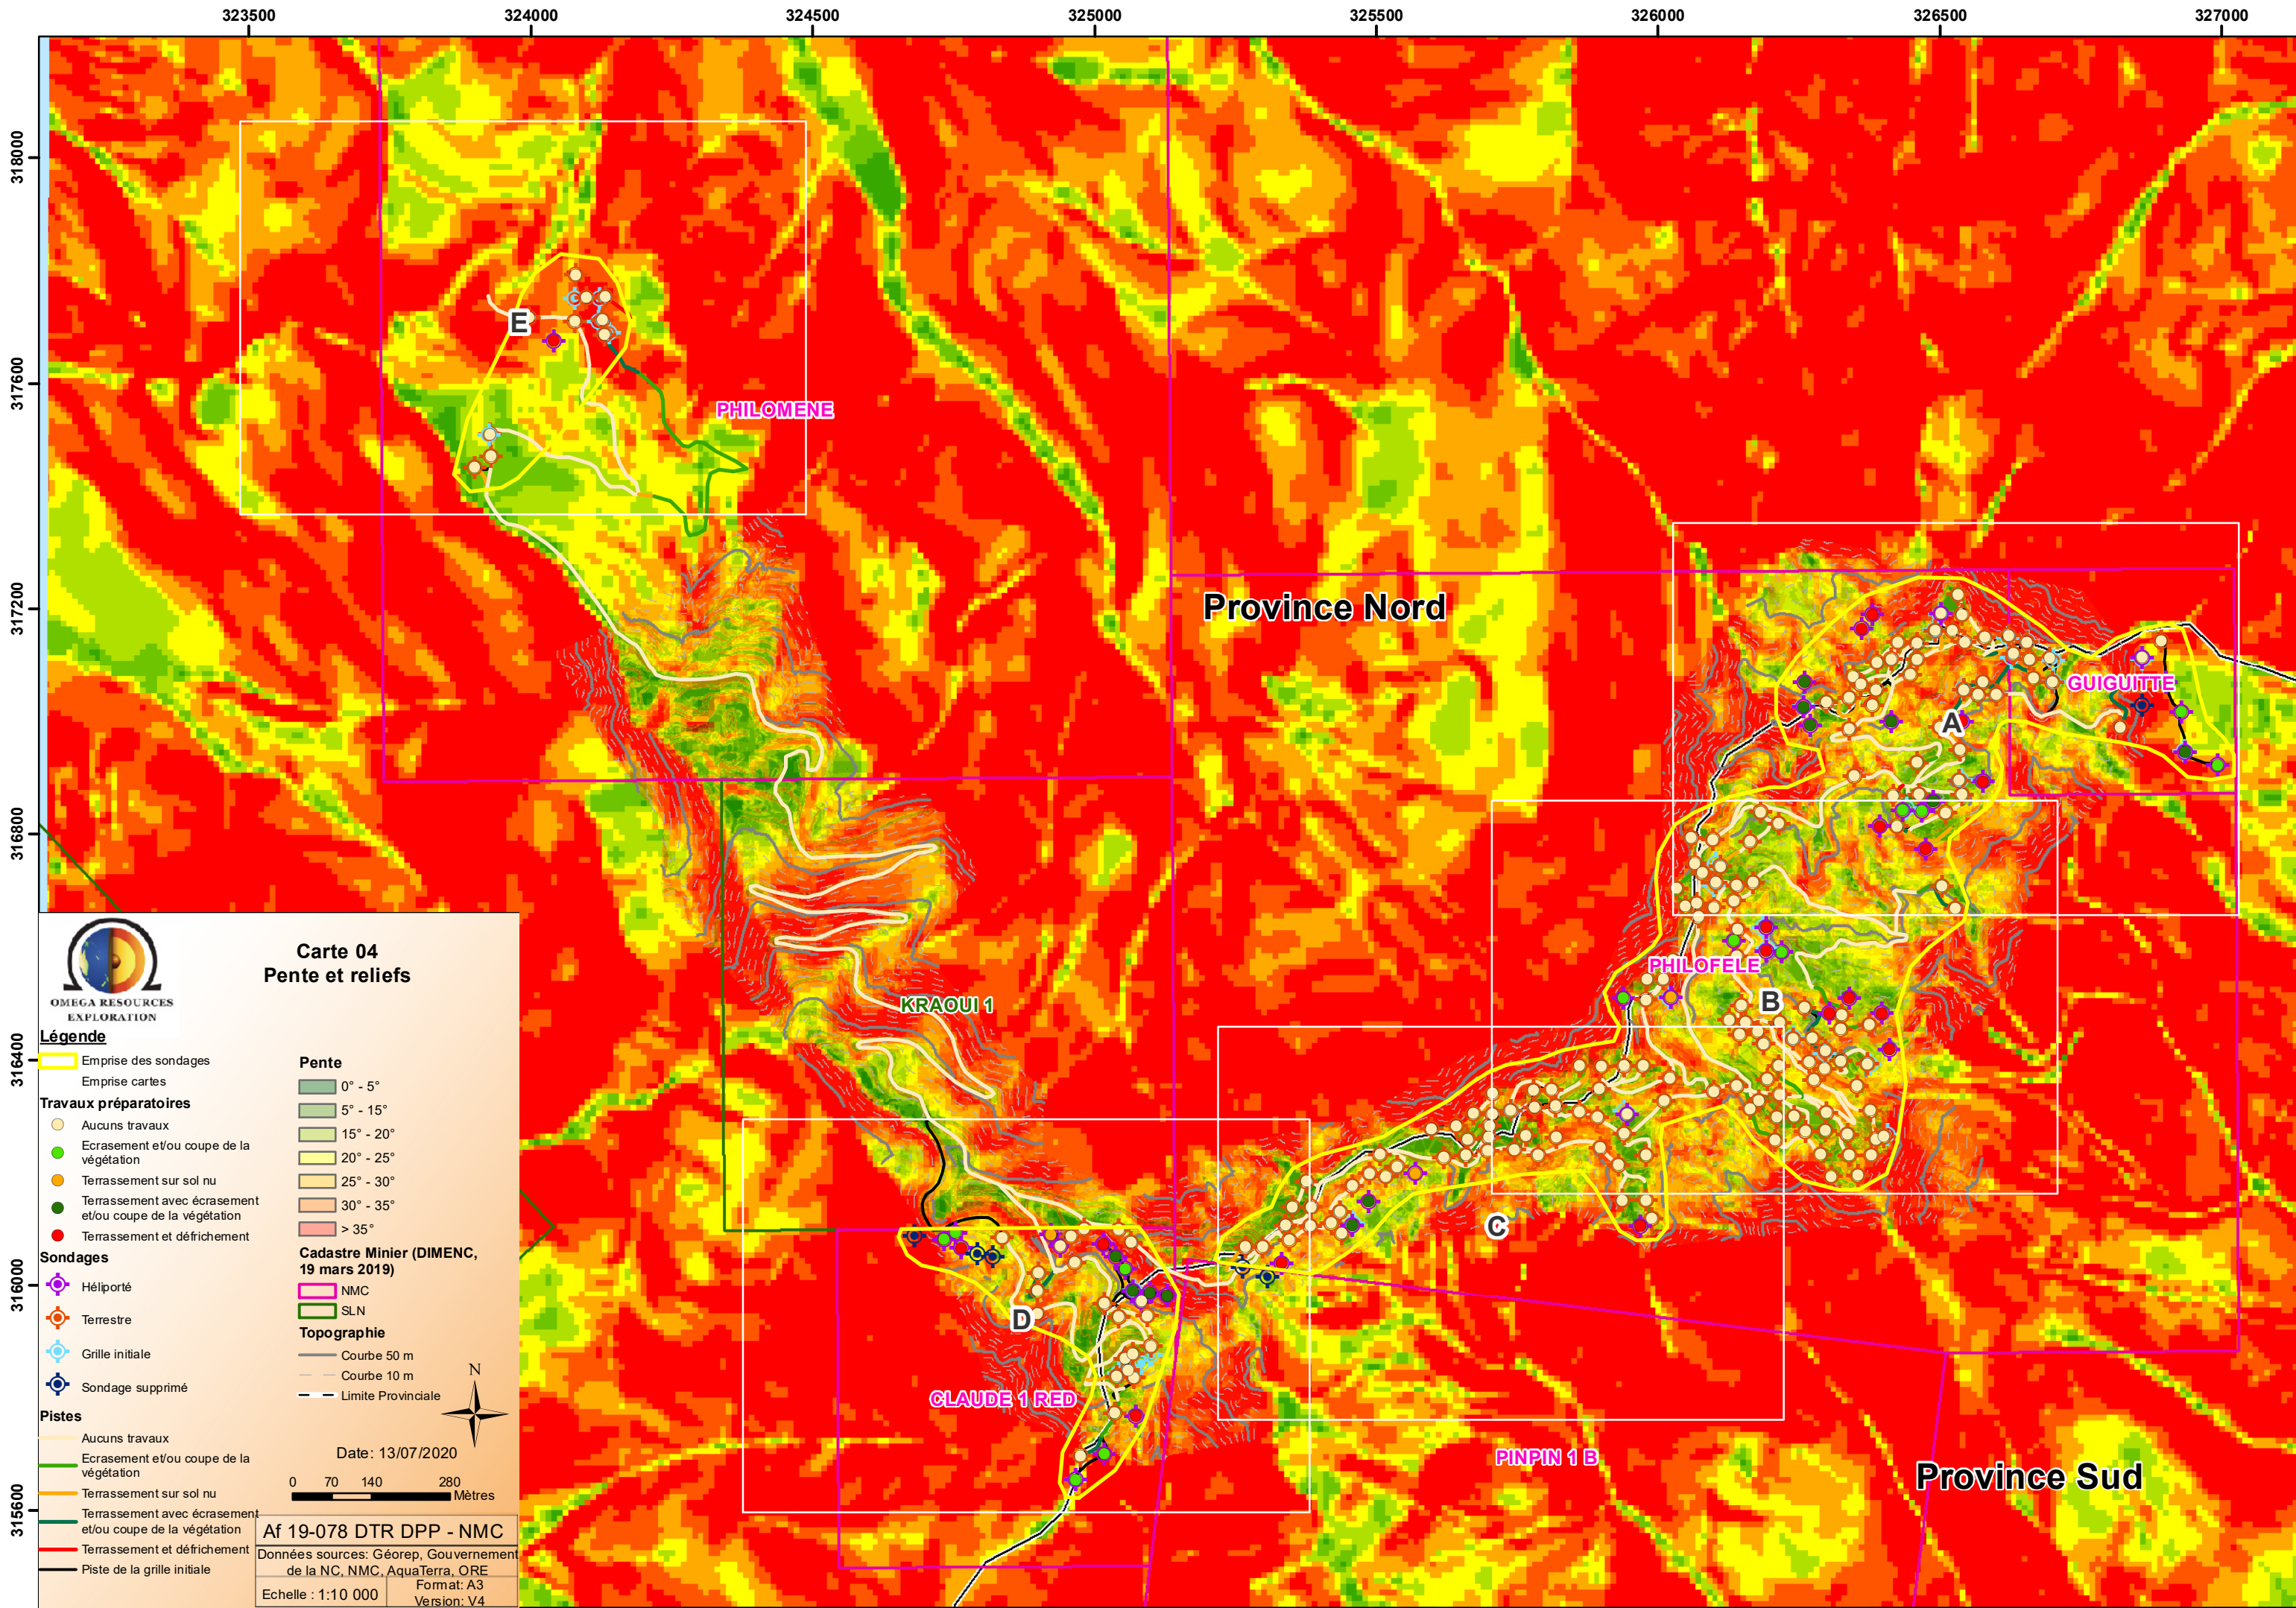 323500 324000 324500 325000 325500 326000 326500 327000
318000
317600
317200
316800
316400
316000
315600
E
PHILOMENE
Province Nord
GUIGUITTE
A
PHILOFELE
B
KRAOUI 1
C
D
CLAUDE 1 RED
PINPIN 1 B
Province Sud
OMEGA RESOURCES
EXPLORATION
Carte 04
Pente et reliefs
Légende
Emprise des sondages
Emprise cartes
Travaux préparatoires
Aucuns travaux
Ecrasement et/ou coupe de la
végétation
Terrassement sur sol nu
Terrassement avec écrasement
et/ou coupe de la végétation
Terrassement et défrichement
Sondages
Héliporté
Terrestre
Grille initiale
Sondage supprimé
Pistes
Aucuns travaux
Ecrasement et/ou coupe de la
végétation
Terrassement sur sol nu
Terrassement avec écrasement
et/ou coupe de la végétation
Terrassement et défrichement
Piste de la grille initiale
Pente
0° - 5°
5° - 15°
15° - 20°
20° - 25°
25° - 30°
30° - 35°
> 35°
Cadastre Minier (DIMENC,
19 mars 2019)
NMC
SLN
Topographie
Courbe 50 m
Courbe 10 m
Limite Provinciale
N
Date: 13/07/2020
0 70 140 280
Mètres
Af 19-078 DTR DPP - NMC
Données sources: Géorep, Gouvernement
de la NC, NMC, AquaTerra, ORE
Echelle : 1:10 000
Format: A3
Version: V4